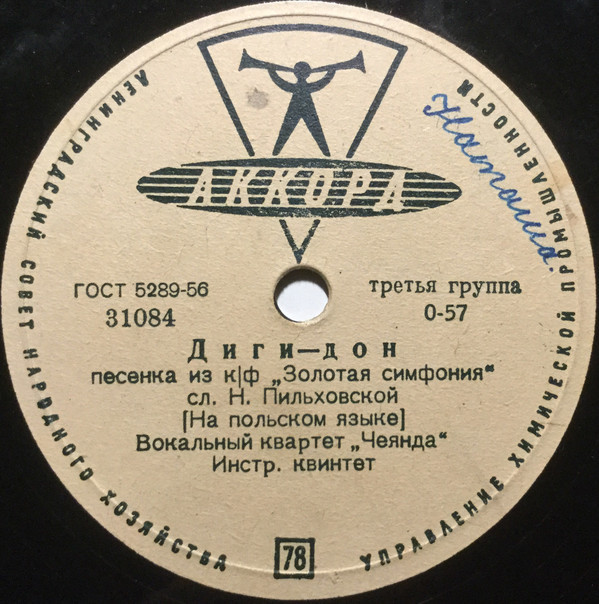 ЛЕНИНГРАДСКИЙ СОВЕТ НАРОДНОГО ХОЗЯЙСТВА
УПРАВЛЕНИЕ ХИМИЧЕСКОЙ ПРОМЫШЛЕННОСТИ
АККОРД
Наташа.
ГОСТ 5289-56
31084
третья группа
0-57
Диги—дон
песенка из к|ф „Золотая симфония“
сл. Н. Пильховской
[На польском языке]
Вокальный квартет „Чеянда“
Инстр. квинтет
78